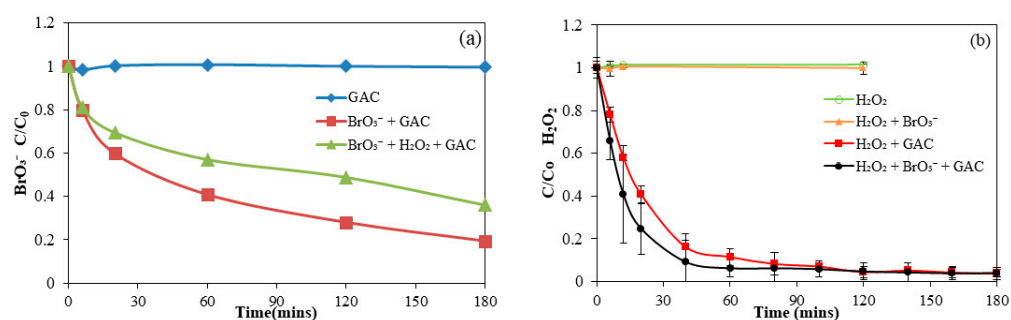 (a)
BrO₃⁻ C/C₀
1.2
1
0.8
0.6
0.4
0.2
0
0 30 60 90 120 150 180
Time(mins)
GAC
BrO₃⁻ + GAC
BrO₃⁻ + H₂O₂ + GAC
(b)
C/Co H₂O₂
1.2
1
0.8
0.6
0.4
0.2
0
0 20 40 60 80 100 120 140 160 180
Time (mins)
H₂O₂
H₂O₂ + BrO₃⁻
H₂O₂ + GAC
H₂O₂ + BrO₃⁻ + GAC